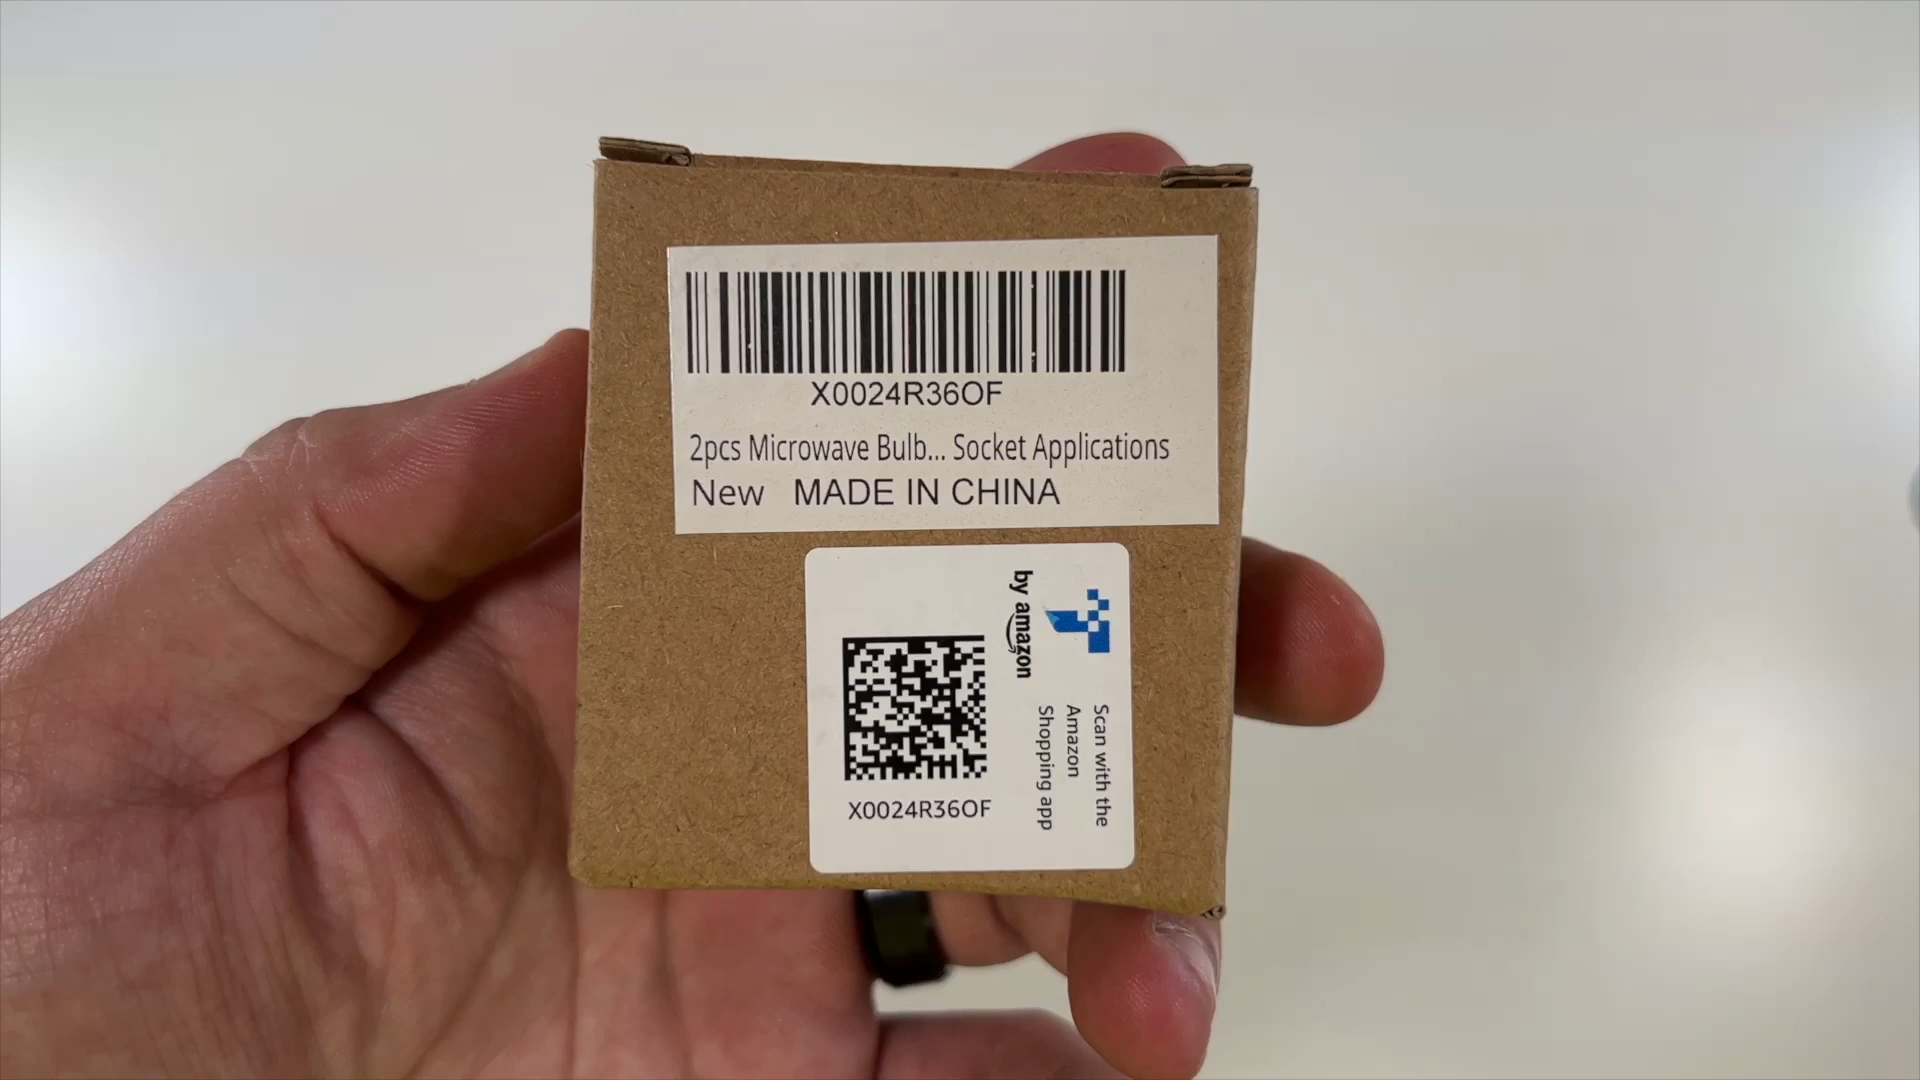 X0024R36OF
2pcs Microwave Bulb... Socket Applications
New MADE IN CHINA
by amazon
Scan with the
Amazon
Shopping app
X0024R36OF